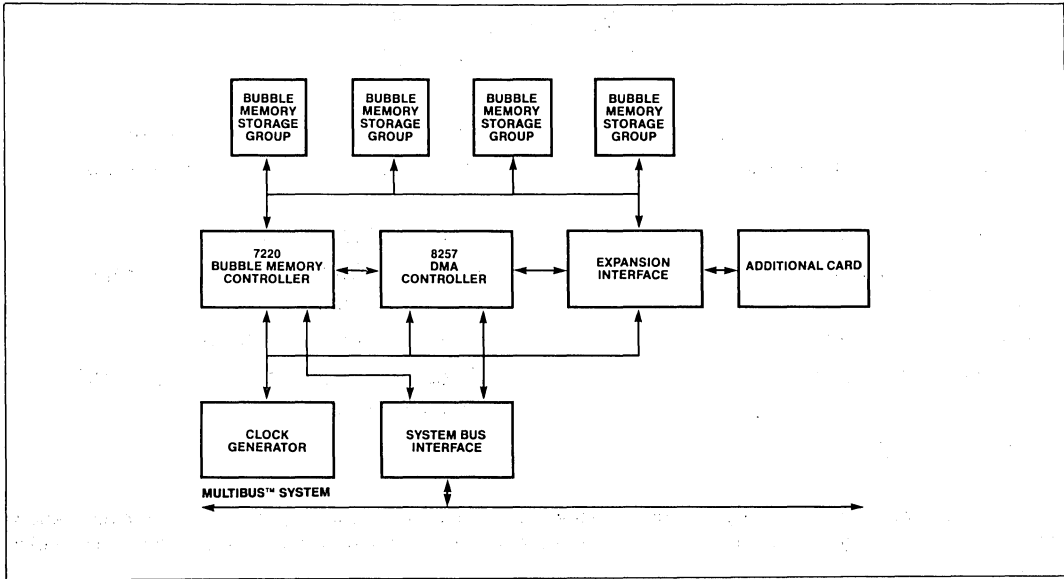 BUBBLE
MEMORY
STORAGE
GROUP
BUBBLE
MEMORY
STORAGE
GROUP
BUBBLE
MEMORY
STORAGE
GROUP
BUBBLE
MEMORY
STORAGE
GROUP
7220
BUBBLE MEMORY
CONTROLLER
8257
DMA
CONTROLLER
EXPANSION
INTERFACE
ADDITIONAL CARD
CLOCK
GENERATOR
SYSTEM BUS
INTERFACE
MULTIBUS™ SYSTEM